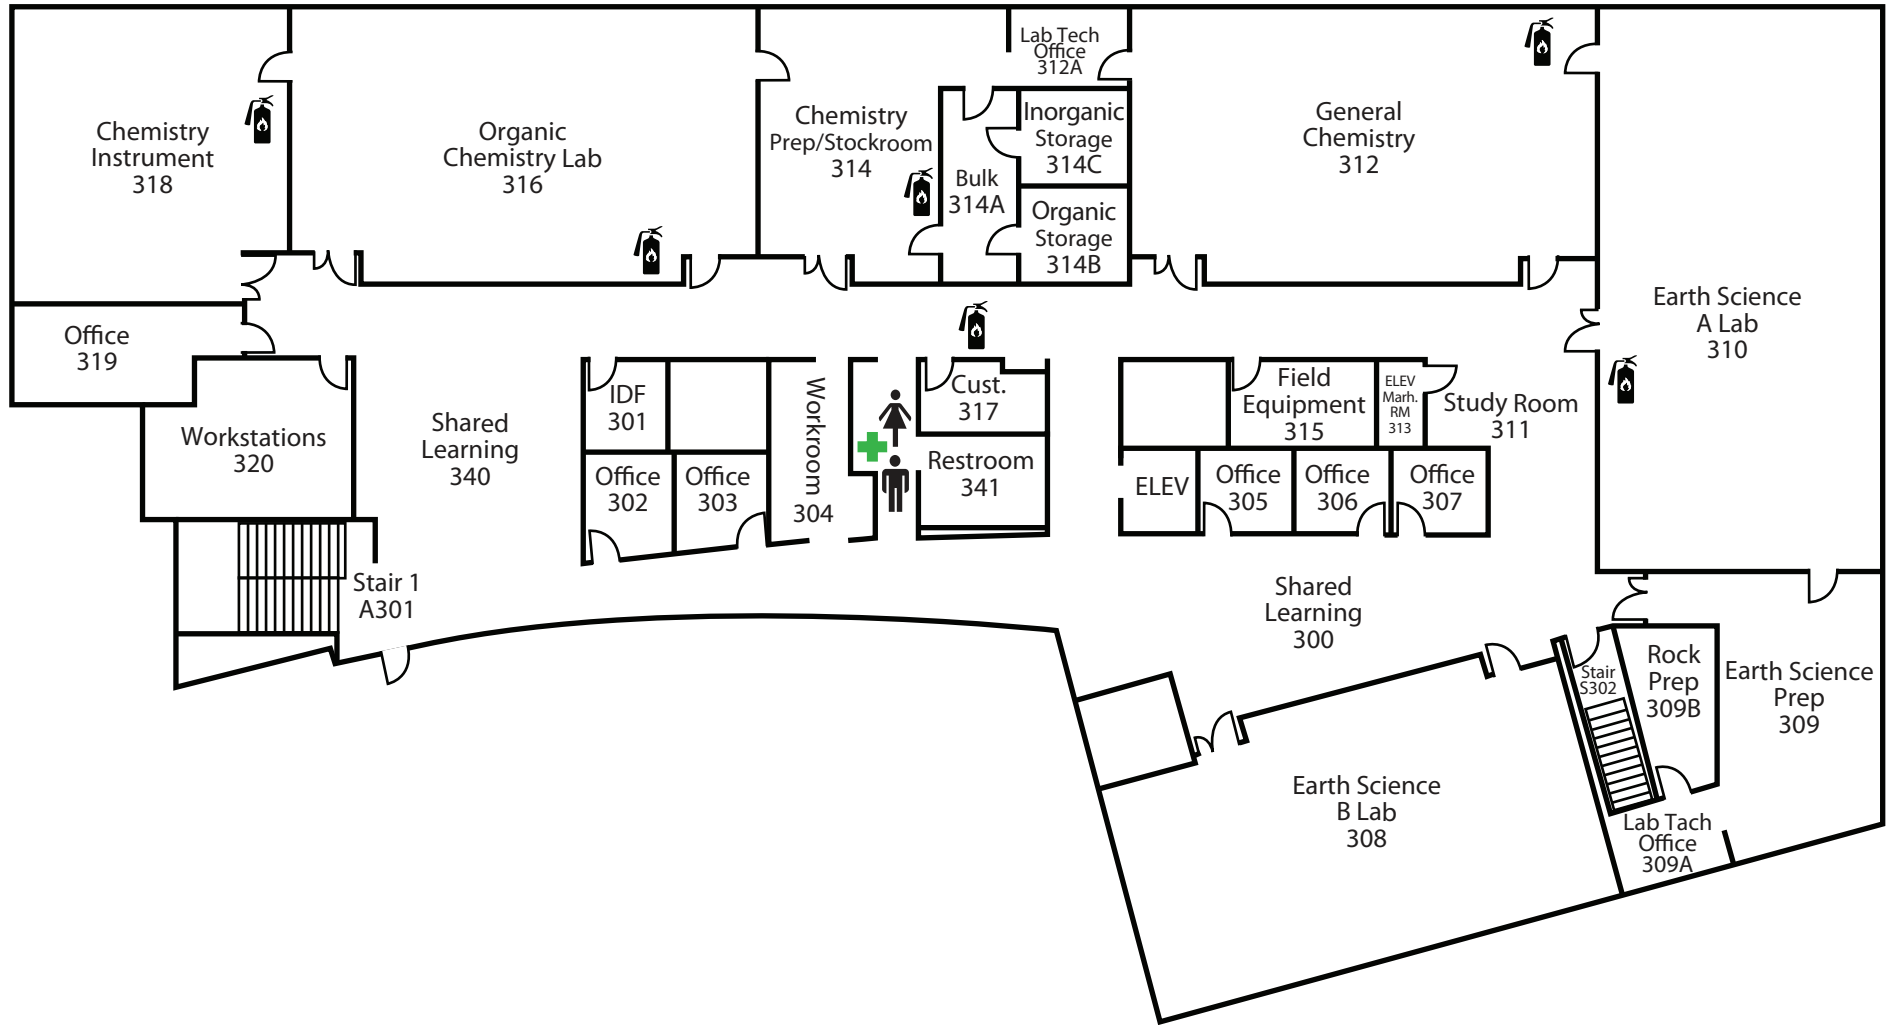 Chemistry
Instrument
318
Organic
Chemistry Lab
316
Chemistry
Prep/Stockroom
314
Lab Tech
Office
312A
Bulk
314A
Inorganic
Storage
314C
Organic
Storage
314B
General
Chemistry
312
Earth Science
A Lab
310
Office
319
Workstations
320
Shared
Learning
340
IDF
301
Office
302
Office
303
Workroom
304
Cust.
317
Restroom
341
Field
Equipment
315
ELEV
Marh.
RM
313
Study Room
311
ELEV
Office
305
Office
306
Office
307
Stair 1
A301
Shared
Learning
300
Stair
S302
Rock
Prep
309B
Earth Science
Prep
309
Earth Science
B Lab
308
Lab Tach
Office
309A